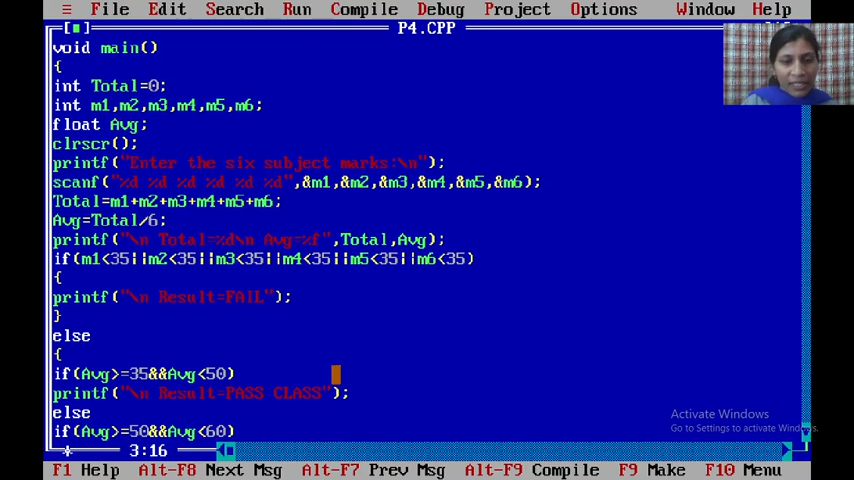 ≡ File Edit Search Run Compile Debug Project Options Window Help
[■] P4.CPP
void main()
{
int Total=0;
int m1,m2,m3,m4,m5,m6;
float Avg;
clrscr();
printf("Enter the six subject marks:\n");
scanf("%d %d %d %d %d %d",&m1,&m2,&m3,&m4,&m5,&m6);
Total=m1+m2+m3+m4+m5+m6;
Avg=Total/6;
printf("\n Total=%d\n Avg=%f",Total,Avg);
if(m1<35||m2<35||m3<35||m4<35||m5<35||m6<35)
{
printf("\n Result=FAIL");
}
else
{
if(Avg>=35&&Avg<50)
printf("\n Result=PASS CLASS");
else
if(Avg>=50&&Avg<60)
3:16
Activate Windows
Go to Settings to activate Windows.
F1 Help Alt-F8 Next Msg Alt-F7 Prev Msg Alt-F9 Compile F9 Make F10 Menu